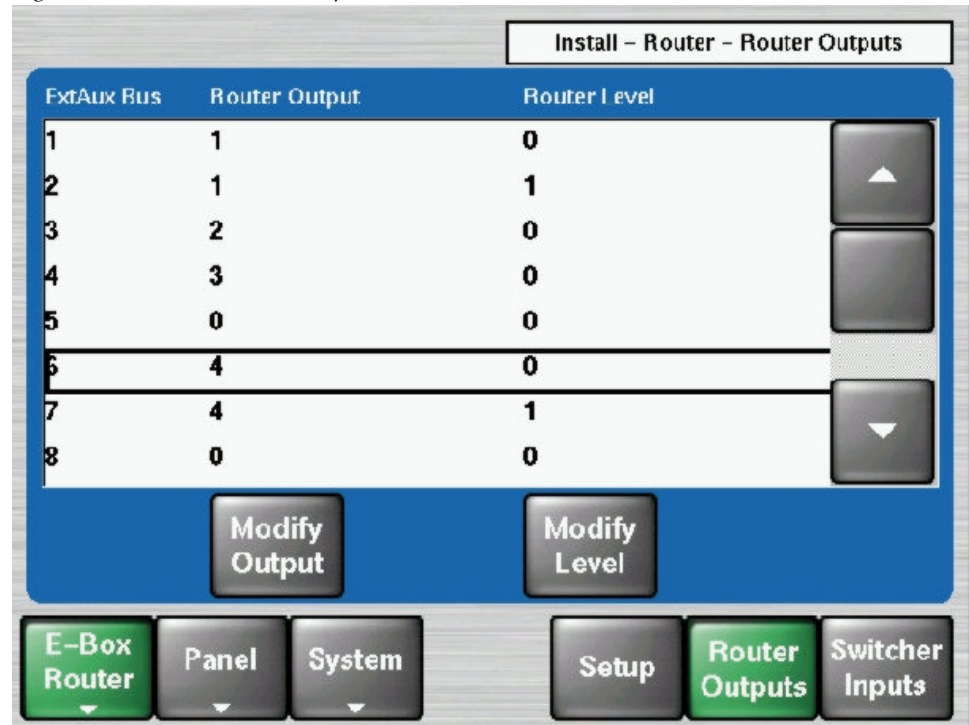 Install – Router – Router Outputs
ExtAux Bus Router Output Router Level
1 1 0
2 1 1
3 2 0
4 3 0
5 0 0
6 4 0
7 4 1
8 0 0
Modify Output
Modify Level
E–Box Router
Panel
System
Setup
Router Outputs
Switcher Inputs